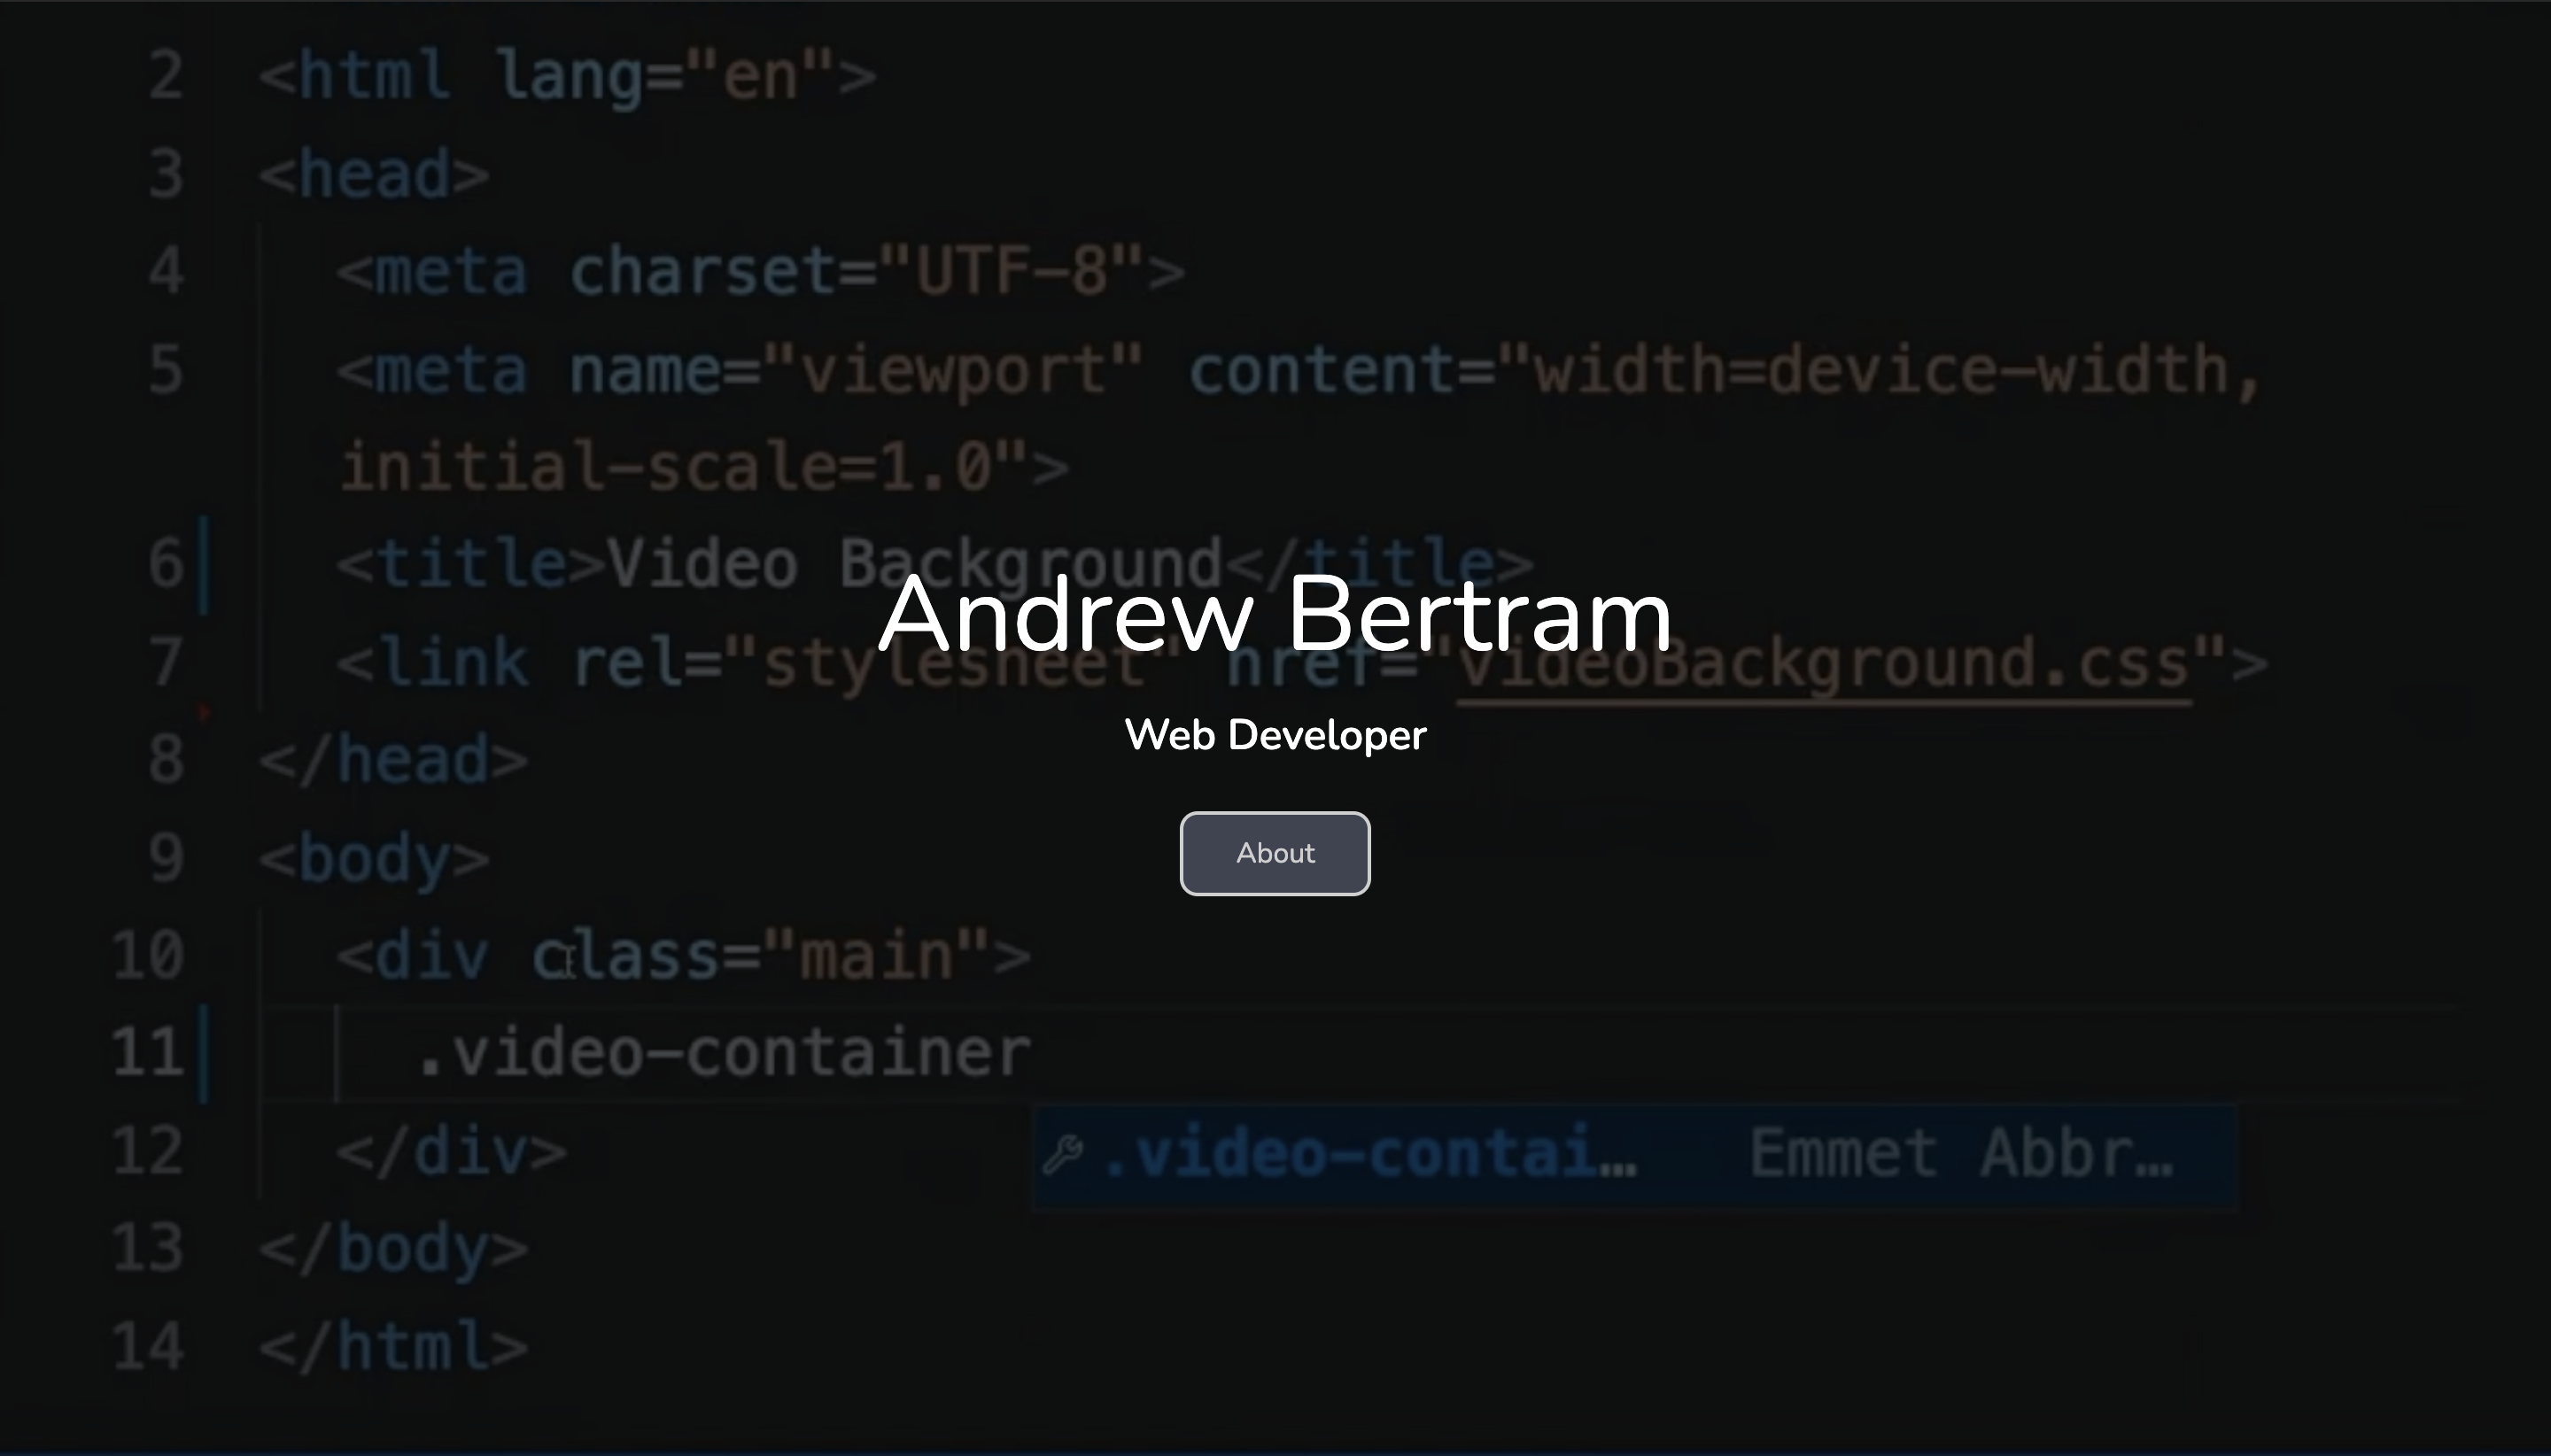 2 <html lang="en">
3 <head>
4 <meta charset="UTF-8">
5 <meta name="viewport" content="width=device-width,
initial-scale=1.0">
6 <title>Video Background</title>
Andrew Bertram
7 <link rel="stylesheet" href="videoBackground.css">
Web Developer
8 </head>
About
9 <body>
10 <div class="main">
11 .video-container
12 </div>
.video-contai… Emmet Abbr…
13 </body>
14 </html>